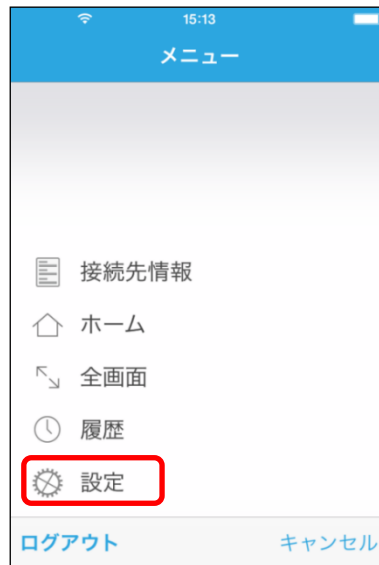 15:13
メニュー
接続先情報
ホーム
全画面
履歴
設定
ログアウト キャンセル